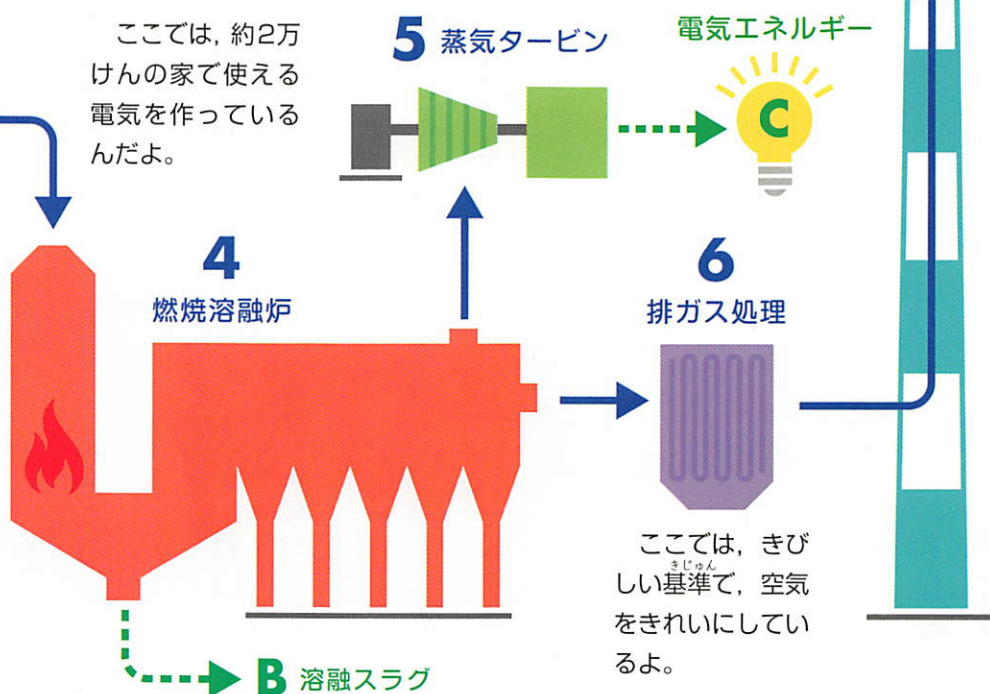 ここでは，約2万
けんの家で使える
電気を作っている
んだよ。
5 蒸気タービン
電気エネルギー
C
4
燃焼溶融炉
6
排ガス処理
ここでは，きび
しい基準で，空気
きじゅん
をきれいにしてい
るよ。
B 溶融スラグ